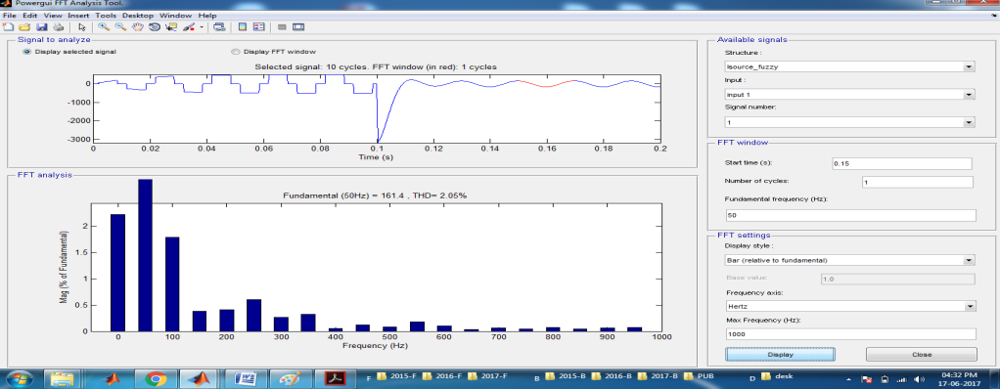 Powergui FFT Analysis Tool.
File Edit View Insert Tools Desktop Window Help
Signal to analyze
Display selected signal
Display FFT window
Selected signal: 10 cycles. FFT window (in red): 1 cycles
0
-1000
-2000
-3000
0 0.02 0.04 0.06 0.08 0.1 0.12 0.14 0.16 0.18 0.2
Time (s)
FFT analysis
Fundamental (50Hz) = 161.4 , THD= 2.05%
Mag (% of Fundamental)
2
1.5
1
0.5
0
0 100 200 300 400 500 600 700 800 900 1000
Frequency (Hz)
Available signals
Structure :
Isource_fuzzy
Input :
input 1
Signal number:
1
FFT window
Start time (s):
0.15
Number of cycles:
1
Fundamental frequency (Hz):
50
FFT settings
Display style :
Bar (relative to fundamental)
Base value:
1.0
Frequency axis:
Hertz
Max Frequency (Hz):
1000
Display
Close
F 2015-F 2016-F 2017-F B 2015-B 2016-B 2017-B PUB D desk
04:32 PM
17-06-2017